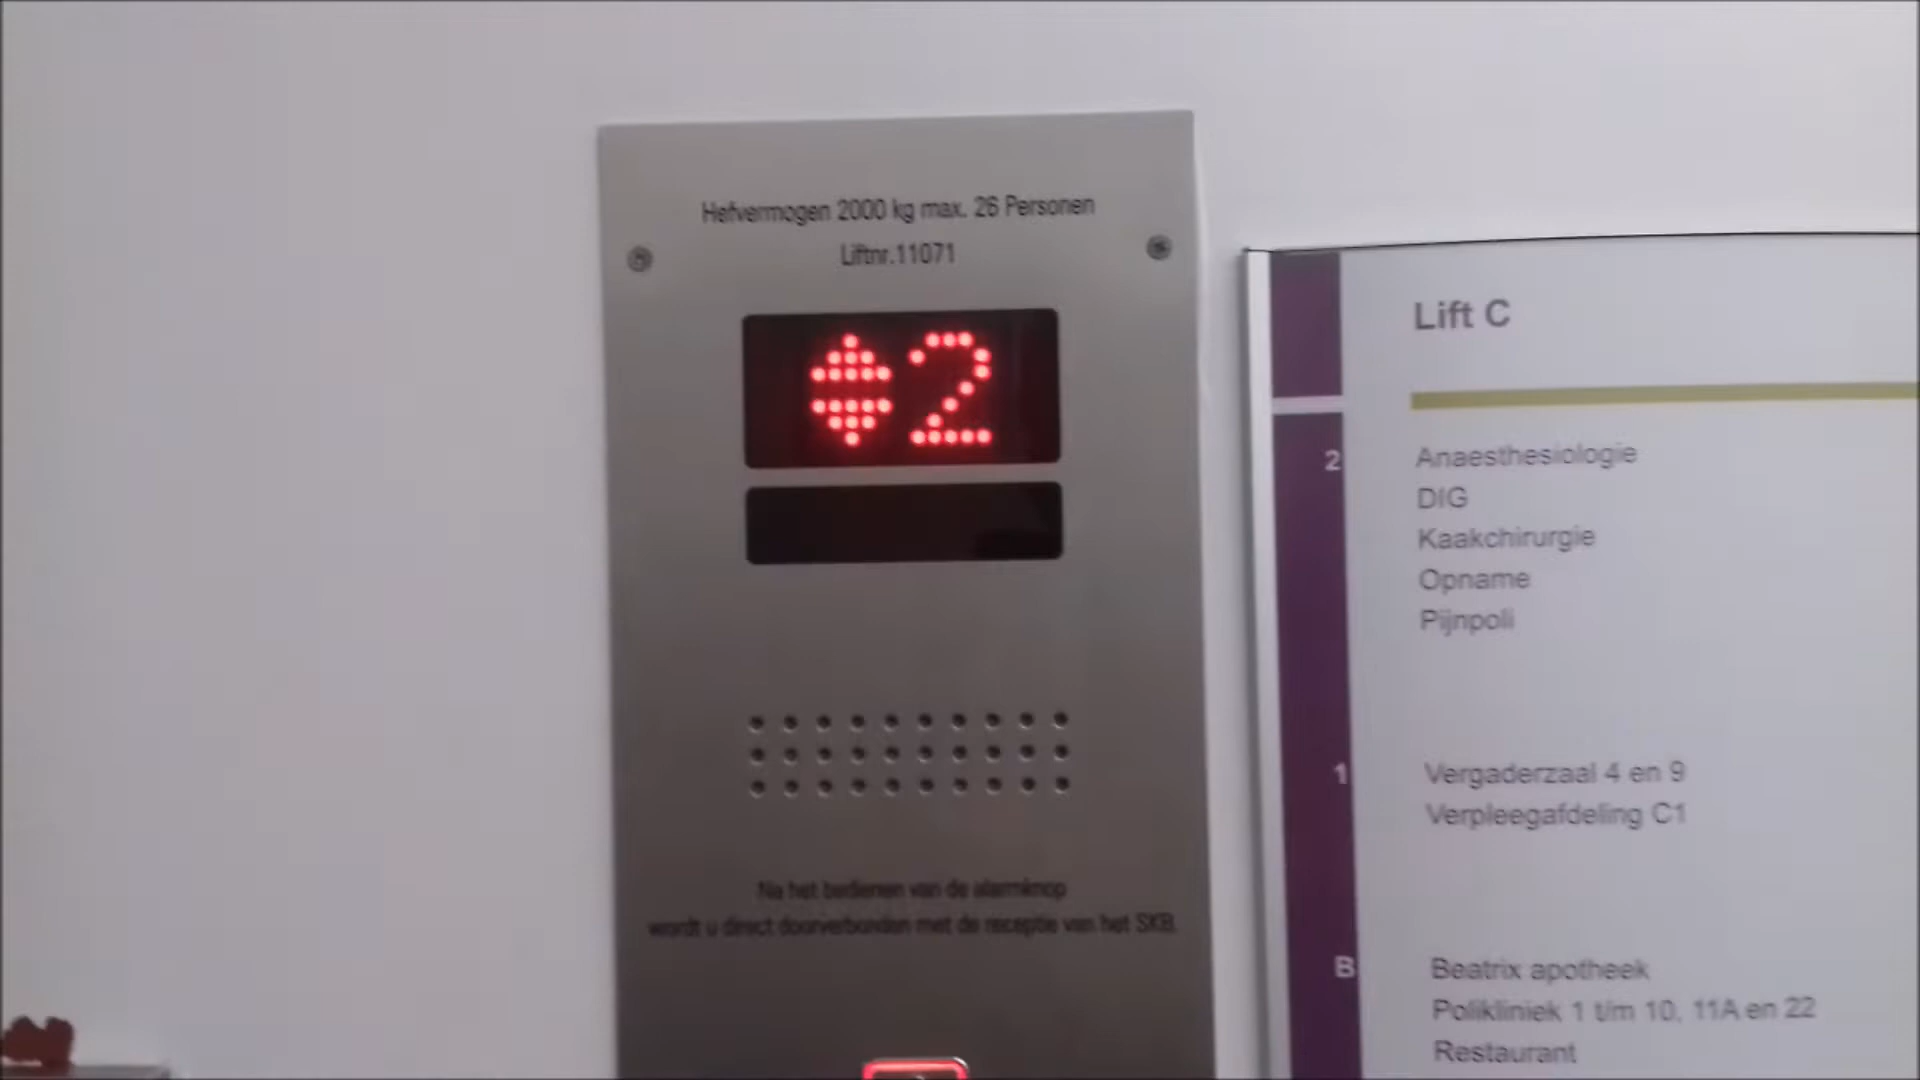 Hefvermogen 2000 kg max. 26 Personen
Liftnr.11071
2
Na het bedienen van de alarmknop
wordt u direct doorverbonden met de receptie van het SKB.
Lift C
2 Anaesthesiologie
DIG
Kaakchirurgie
Opname
Pijnpoli
1 Vergaderzaal 4 en 9
Verpleegafdeling C1
B Beatrix apotheek
Polikliniek 1 t/m 10, 11A en 22
Restaurant